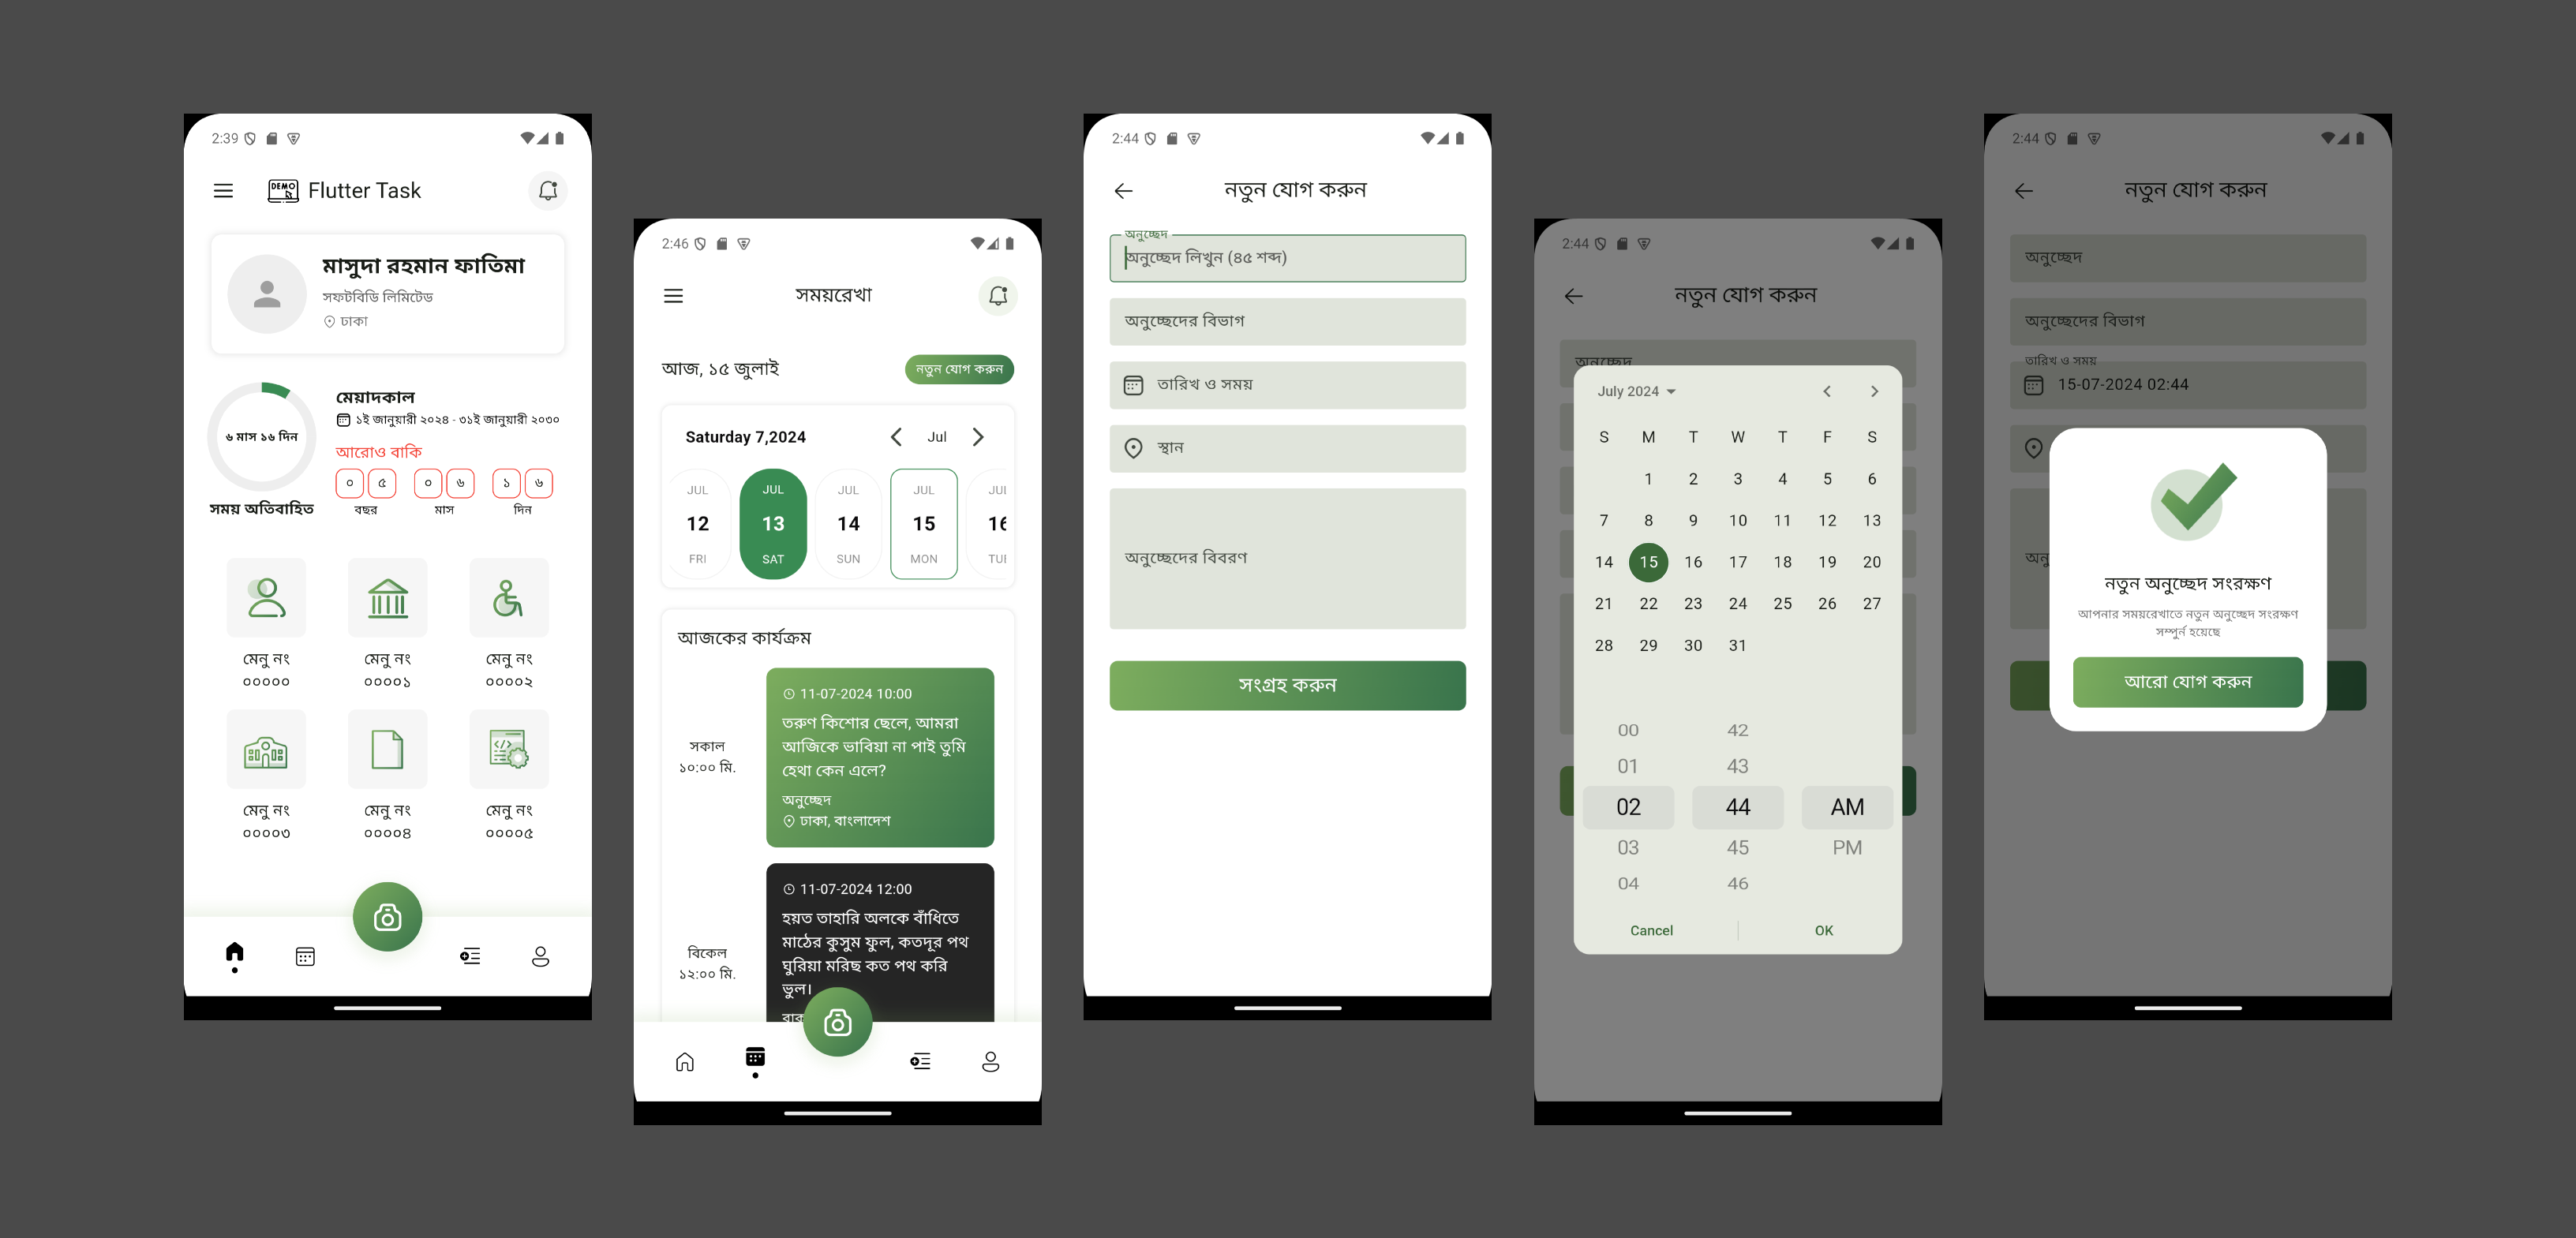 2:39
DEMO
Flutter Task
মাসুদা রহমান ফাতিমা
সফটবিডি লিমিটেড
ঢাকা
৬ মাস ১৬ দিন
সময় অতিবাহিত
মেয়াদকাল
১ই জানুয়ারী ২০২৪ - ৩১ই জানুয়ারী ২০৩০
আরোও বাকি
০ ৫ ০ ৬ ১ ৬
বছর মাস দিন
মেনু নং
০০০০০
মেনু নং
০০০০১
মেনু নং
০০০০২
মেনু নং
০০০০৩
মেনু নং
০০০০৪
মেনু নং
০০০০৫
2:46
সময়রেখা
আজ, ১৫ জুলাই
নতুন যোগ করুন
Saturday 7,2024
Jul
JUL
12
FRI
JUL
13
SAT
JUL
14
SUN
JUL
15
MON
JUL
16
TUE
আজকের কার্যক্রম
সকাল
১০:০০ মি.
11-07-2024 10:00
তরুণ কিশোর ছেলে, আমরা
আজিকে ভাবিয়া না পাই তুমি
হেথা কেন এলে?
অনুচ্ছেদ
ঢাকা, বাংলাদেশ
বিকেল
১২:০০ মি.
11-07-2024 12:00
হয়ত তাহারি অলকে বাঁধিতে
মাঠের কুসুম ফুল, কতদূর পথ
ঘুরিয়া মরিছ কত পথ করি
ভুল।
2:44
নতুন যোগ করুন
অনুচ্ছেদ
অনুচ্ছেদ লিখুন (৪৫ শব্দ)
অনুচ্ছেদের বিভাগ
তারিখ ও সময়
স্থান
অনুচ্ছেদের বিবরণ
সংগ্রহ করুন
2:44
নতুন যোগ করুন
অনুচ্ছেদ
July 2024
S M T W T F S
1 2 3 4 5 6
7 8 9 10 11 12 13
14 15 16 17 18 19 20
21 22 23 24 25 26 27
28 29 30 31
00 42
01 43
02 44 AM
03 45 PM
04 46
Cancel OK
2:44
নতুন যোগ করুন
অনুচ্ছেদ
অনুচ্ছেদের বিভাগ
তারিখ ও সময়
15-07-2024 02:44
নতুন অনুচ্ছেদ সংরক্ষণ
আপনার সময়রেখাতে নতুন অনুচ্ছেদ সংরক্ষণ
সম্পুর্ন হয়েছে
আরো যোগ করুন